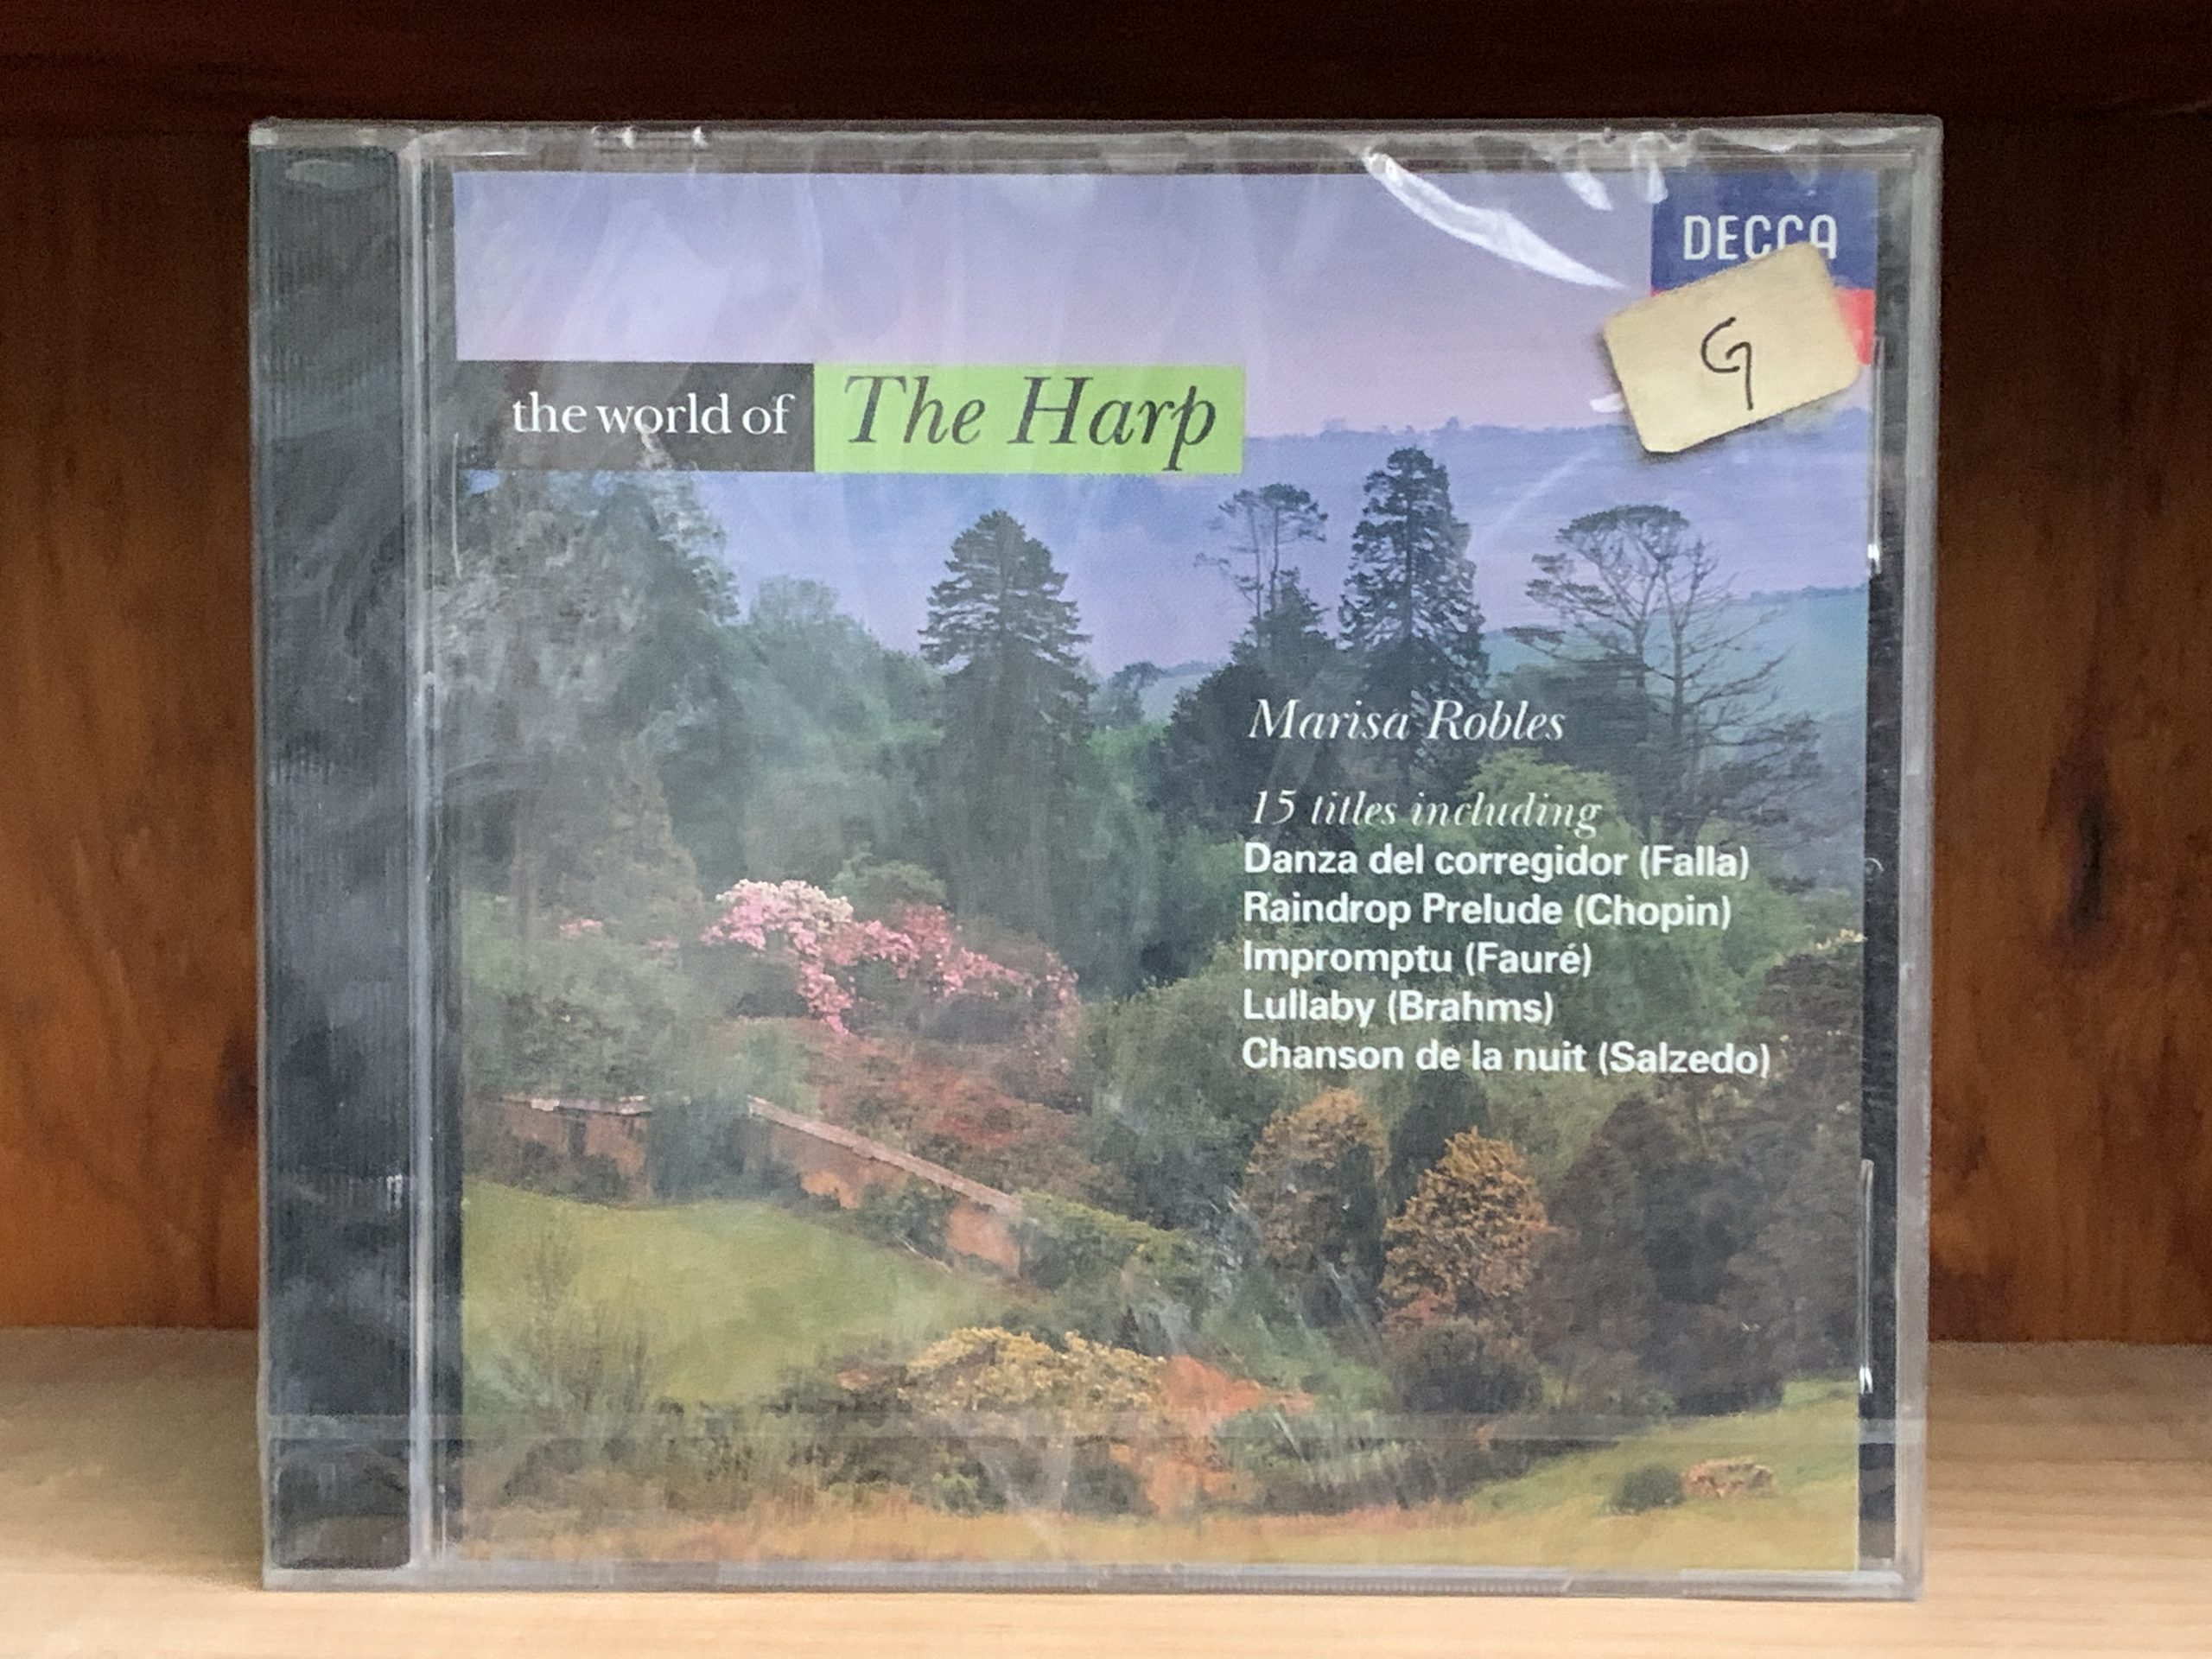 DECCA
G
the world of The Harp
Marisa Robles
15 titles including
Danza del corregidor (Falla)
Raindrop Prelude (Chopin)
Impromptu (Fauré)
Lullaby (Brahms)
Chanson de la nuit (Salzedo)